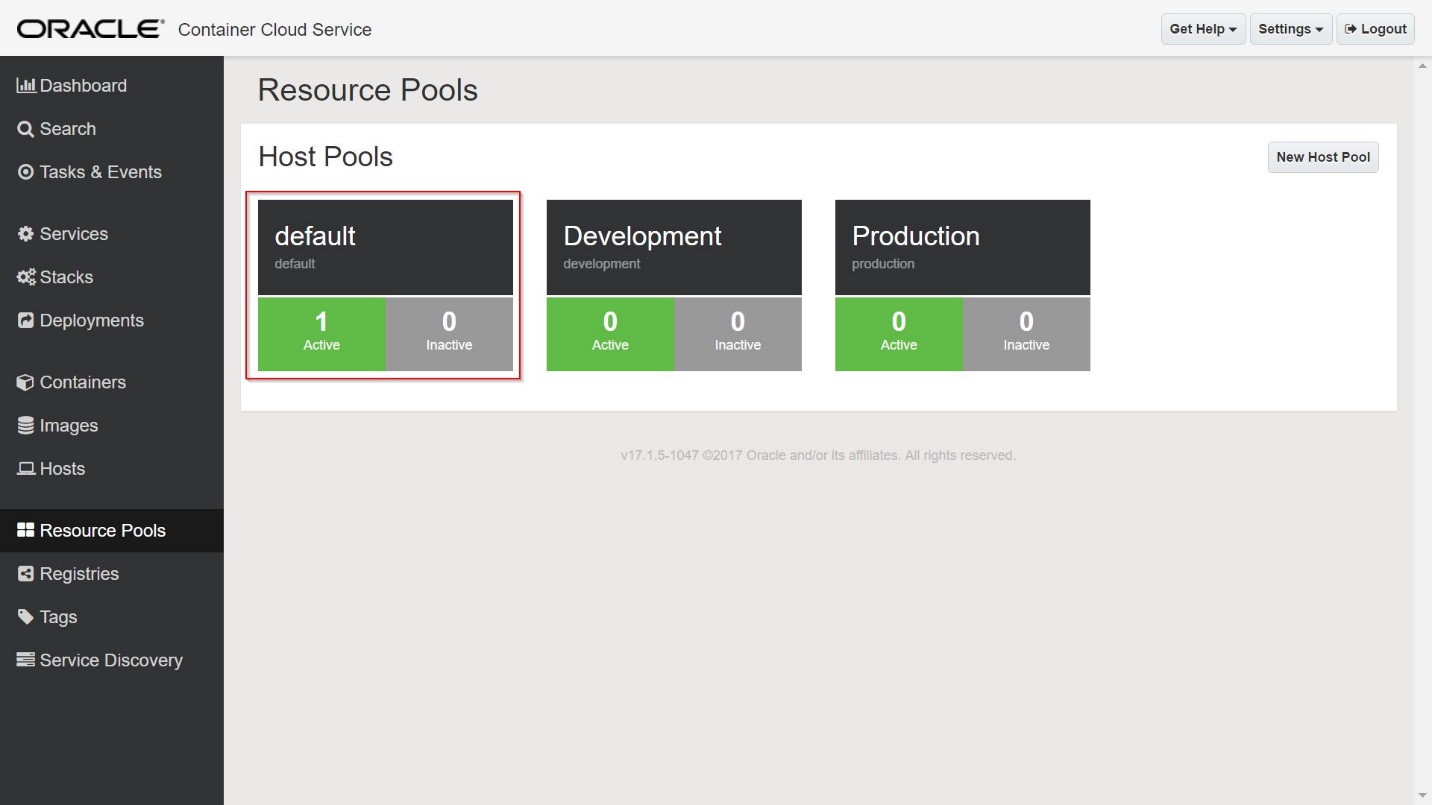 ORACLE® Container Cloud Service
Get Help
Settings
Logout
Dashboard
Search
Tasks & Events
Services
Stacks
Deployments
Containers
Images
Hosts
Resource Pools
Registries
Tags
Service Discovery
Resource Pools
Host Pools
New Host Pool
default
default
1
Active
0
Inactive
Development
development
0
Active
0
Inactive
Production
production
0
Active
0
Inactive
v17.1.5-1047 ©2017 Oracle and/or its affiliates. All rights reserved.